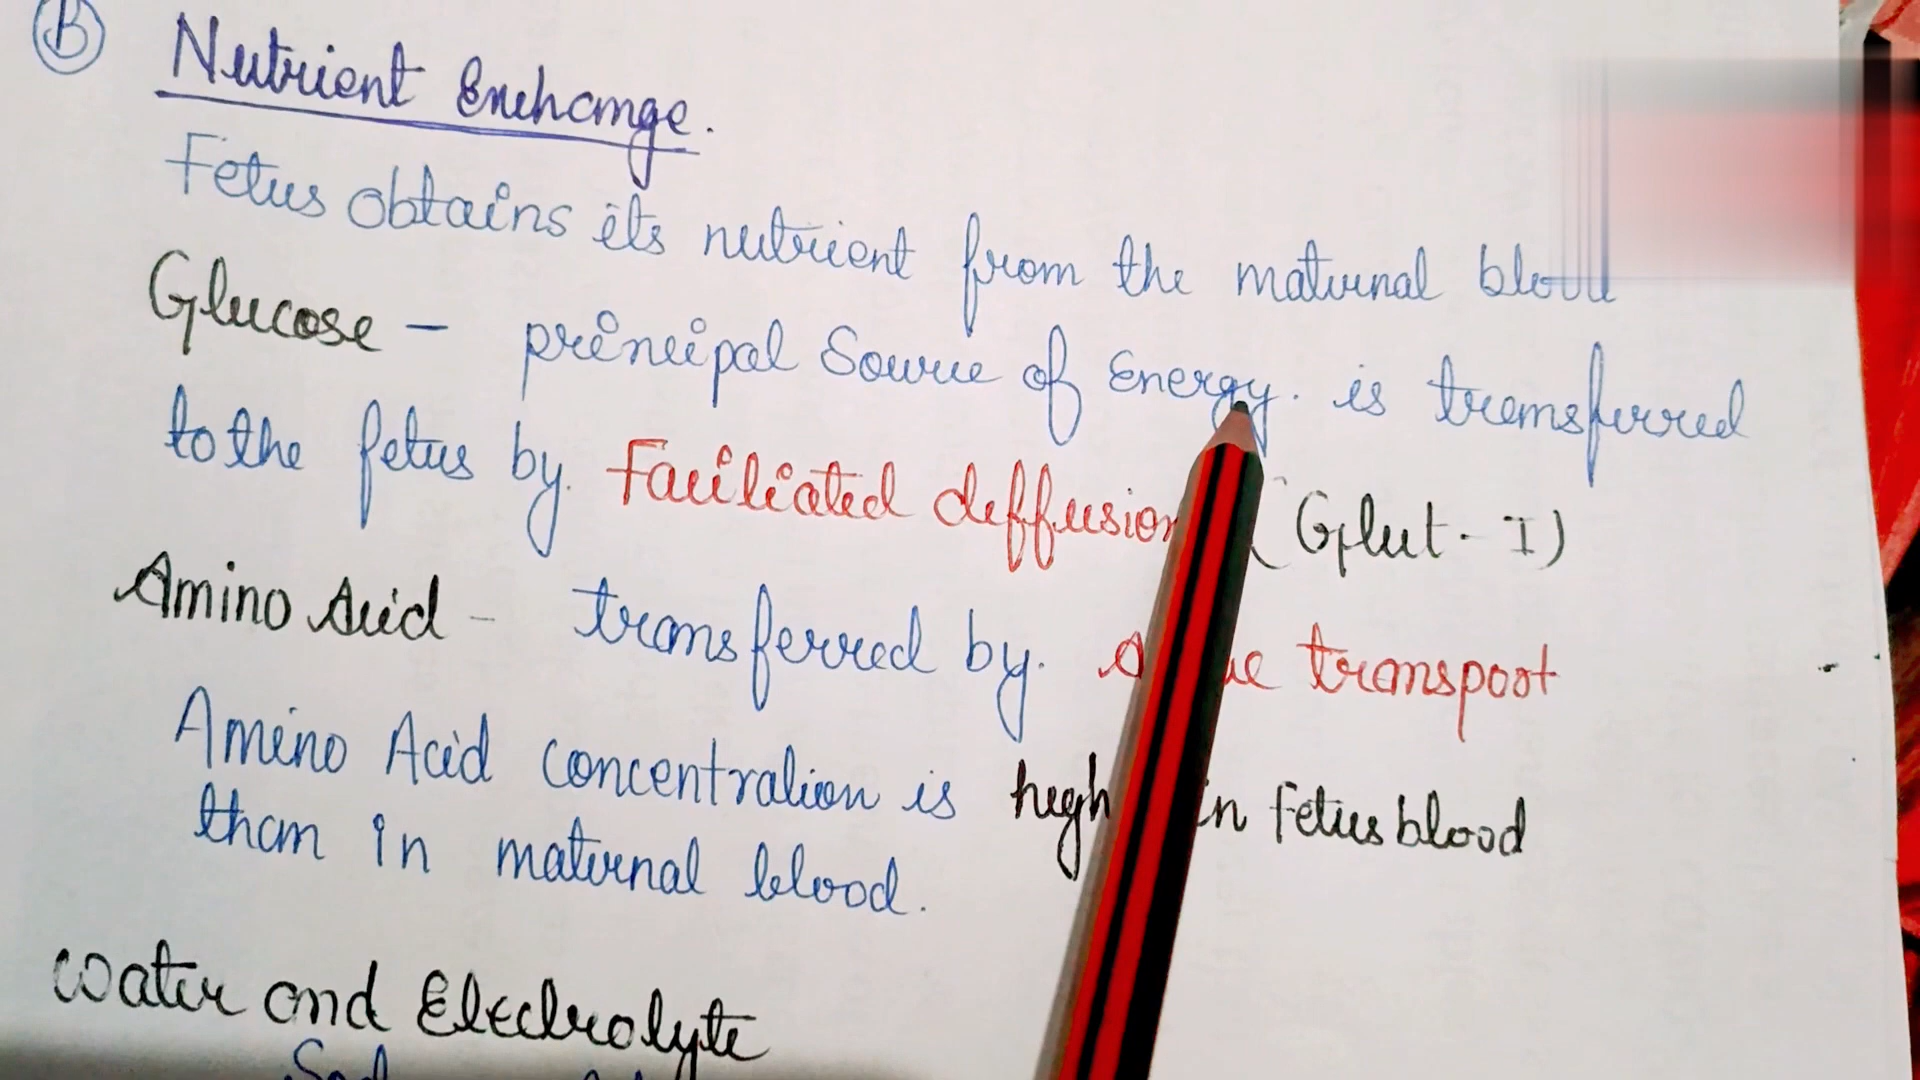 B Nutrient Exchange.
Fetus obtains its nutrient from the maternal blood
Glucose - principal Source of Energy. is transferred
to the fetus by. Faciliated diffusion (Glut - I)
Amino Acid - transferred by. transport
Amino Acid concentration is high in fetus blood
than in maternal blood.
Water and Electrolyte